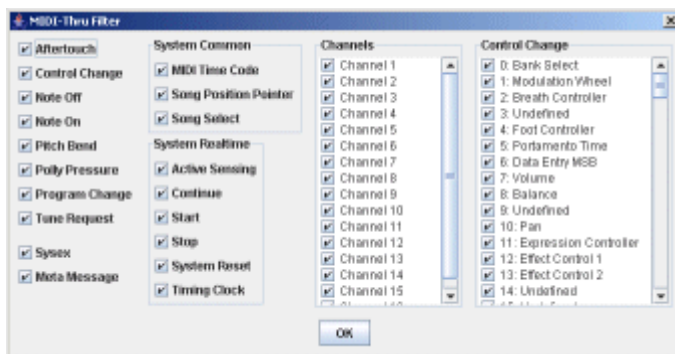 MIDI-Thru Filter
Aftertouch
Control Change
Note Off
Note On
Pitch Bend
Polly Pressure
Program Change
Tune Request
Sysex
Meta Message
System Common
MIDI Time Code
Song Position Pointer
Song Select
System Realtime
Active Sensing
Continue
Start
Stop
System Reset
Timing Clock
Channels
Channel 1
Channel 2
Channel 3
Channel 4
Channel 5
Channel 6
Channel 7
Channel 8
Channel 9
Channel 10
Channel 11
Channel 12
Channel 13
Channel 14
Channel 15
Control Change
0: Bank Select
1: Modulation Wheel
2: Breath Controller
3: Undefined
4: Foot Controller
5: Portamento Time
6: Data Entry MSB
7: Volume
8: Balance
9: Undefined
10: Pan
11: Expression Controller
12: Effect Control 1
13: Effect Control 2
14: Undefined
OK